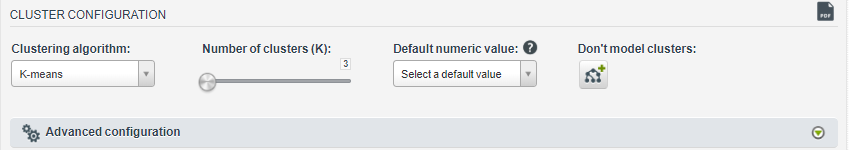 CLUSTER CONFIGURATION
PDF
Clustering algorithm: Number of clusters (K): Default numeric value: ? Don't model clusters:
K-means 3 Select a default value
Advanced configuration